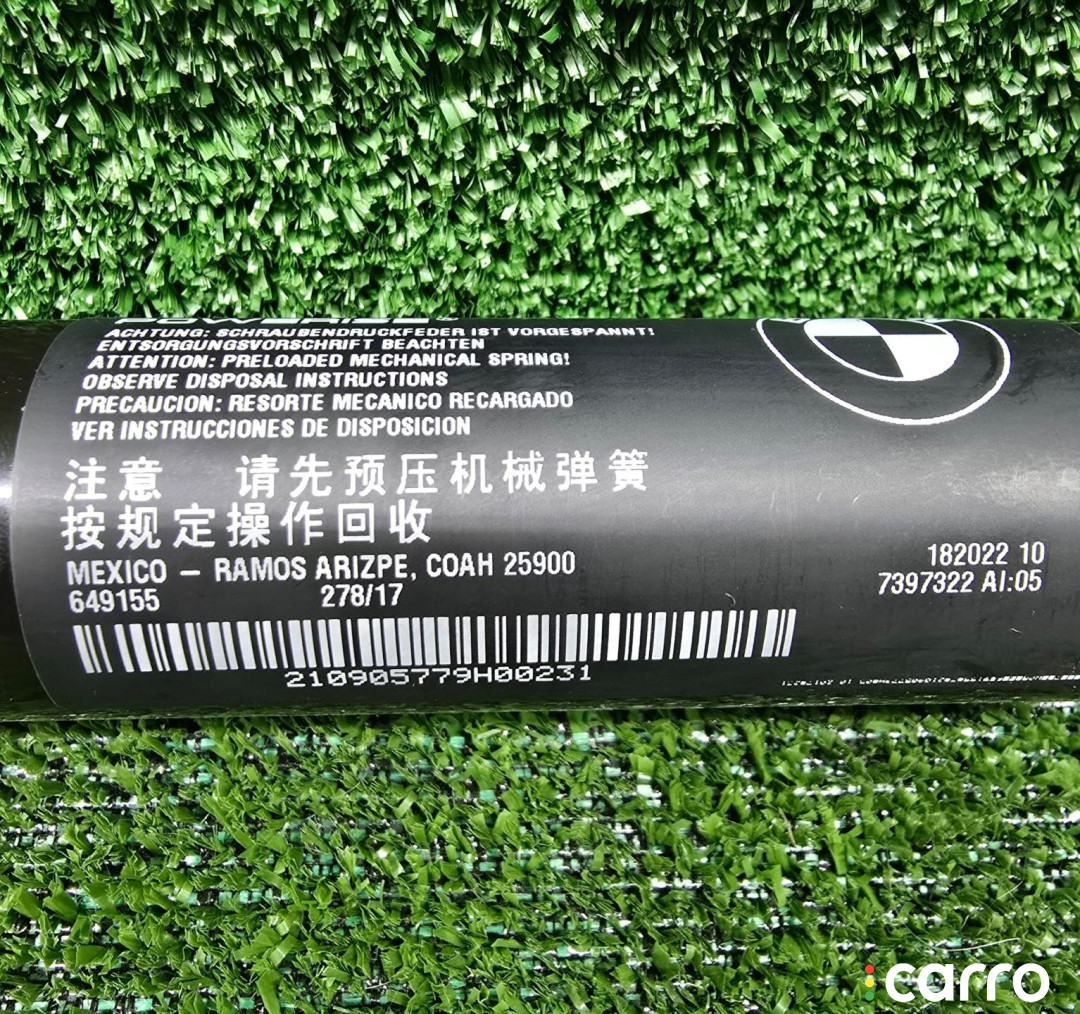 ACHTUNG: SCHRAUBENDRUCKFEDER IST VORGESPANNT!
ENTSORGUNGSVORSCHRIFT BEACHTEN
ATTENTION: PRELOADED MECHANICAL SPRING!
OBSERVE DISPOSAL INSTRUCTIONS
PRECAUCION: RESORTE MECANICO RECARGADO
VER INSTRUCCIONES DE DISPOSICION
注意 请先预压机械弹簧
按规定操作回收
MEXICO – RAMOS ARIZPE, COAH 25900
649155 278/17
210905779H00231
182022 10
7397322 AI:05
carro